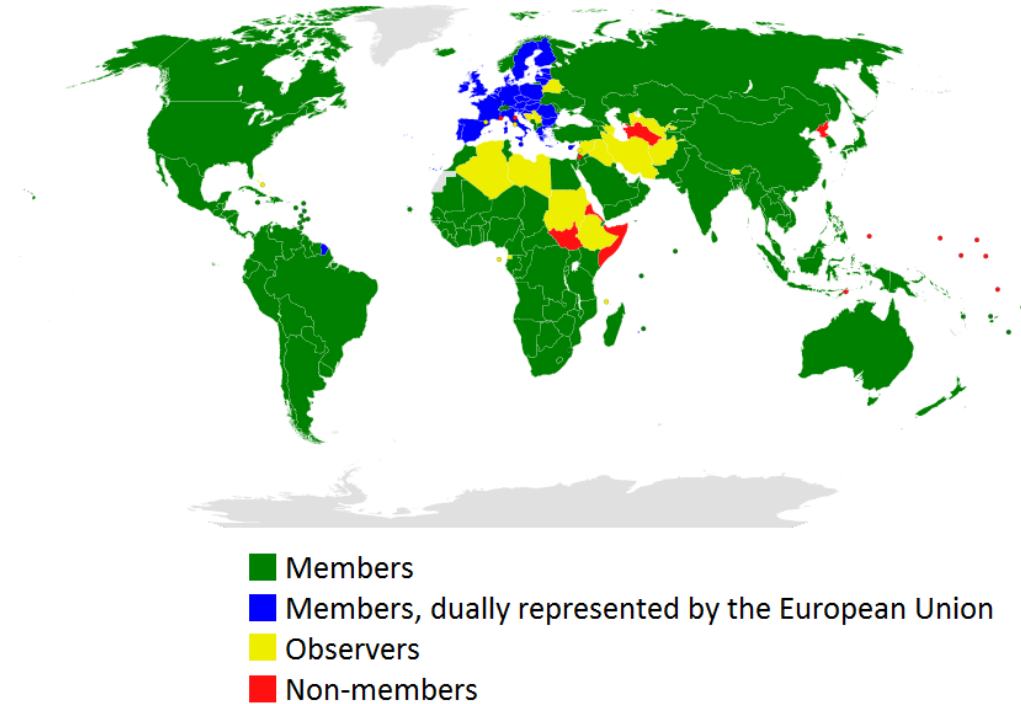 Members
Members, dually represented by the European Union
Observers
Non-members